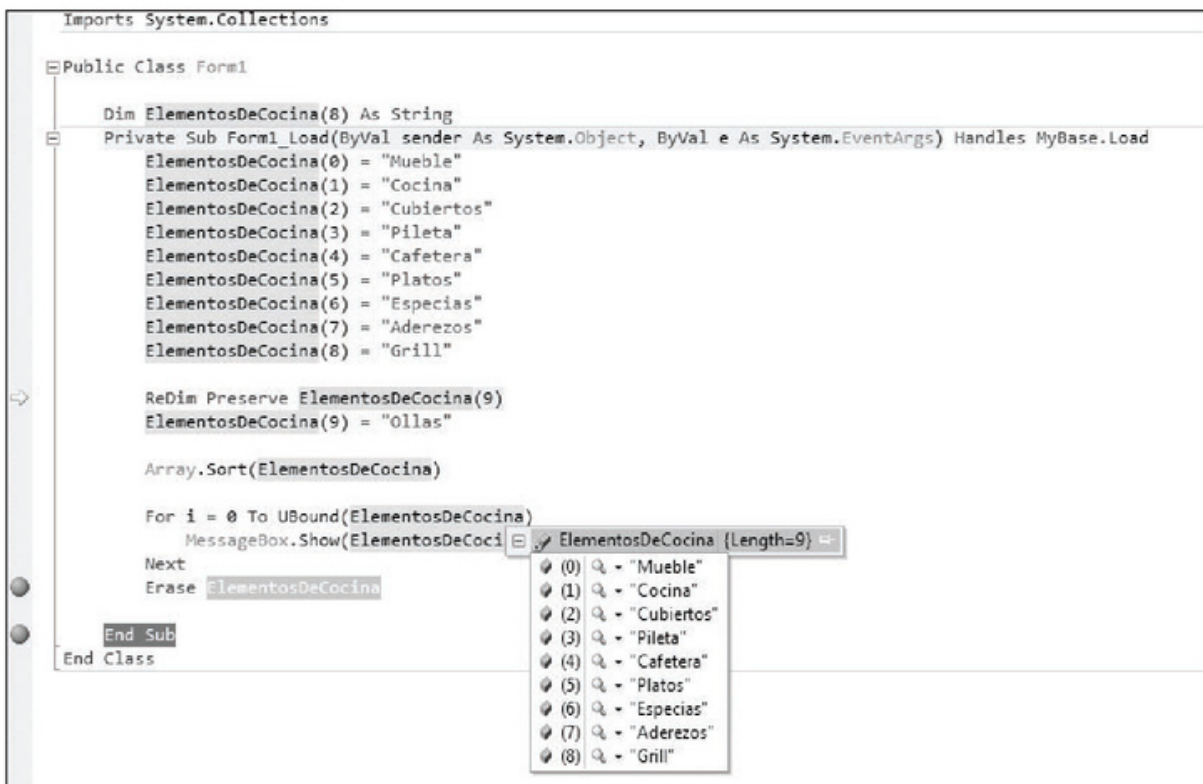 Imports System.Collections
Public Class Form1
Dim ElementosDeCocina(8) As String
Private Sub Form1_Load(ByVal sender As System.Object, ByVal e As System.EventArgs) Handles MyBase.Load
ElementosDeCocina(0) = "Mueble"
ElementosDeCocina(1) = "Cocina"
ElementosDeCocina(2) = "Cubiertos"
ElementosDeCocina(3) = "Pileta"
ElementosDeCocina(4) = "Cafetera"
ElementosDeCocina(5) = "Platos"
ElementosDeCocina(6) = "Especias"
ElementosDeCocina(7) = "Aderezos"
ElementosDeCocina(8) = "Grill"
ReDim Preserve ElementosDeCocina(9)
ElementosDeCocina(9) = "Ollas"
Array.Sort(ElementosDeCocina)
For i = 0 To UBound(ElementosDeCocina)
MessageBox.Show(ElementosDeCoci
Next
Erase ElementosDeCocina
End Sub
End Class
ElementosDeCocina {Length=9}
(0) "Mueble"
(1) "Cocina"
(2) "Cubiertos"
(3) "Pileta"
(4) "Cafetera"
(5) "Platos"
(6) "Especias"
(7) "Aderezos"
(8) "Grill"